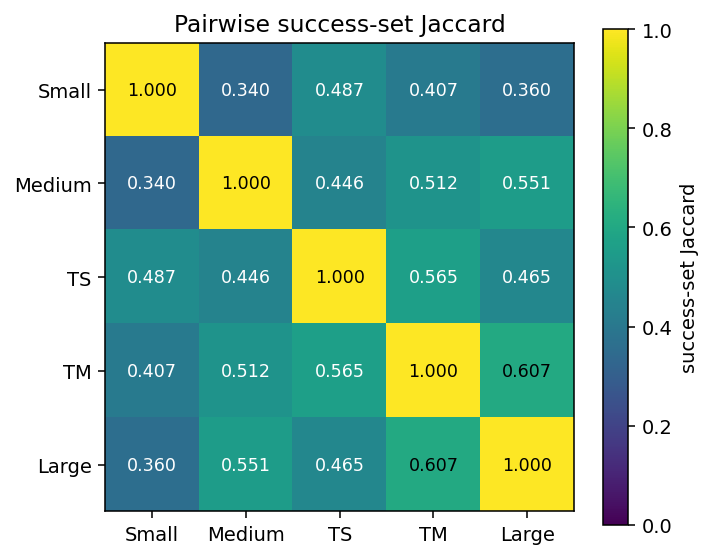 Pairwise success-set Jaccard
Small 1.000 0.340 0.487 0.407 0.360
Medium 0.340 1.000 0.446 0.512 0.551
TS 0.487 0.446 1.000 0.565 0.465
TM 0.407 0.512 0.565 1.000 0.607
Large 0.360 0.551 0.465 0.607 1.000
Small Medium TS TM Large
1.0
0.8
0.6
0.4
0.2
0.0
success-set Jaccard